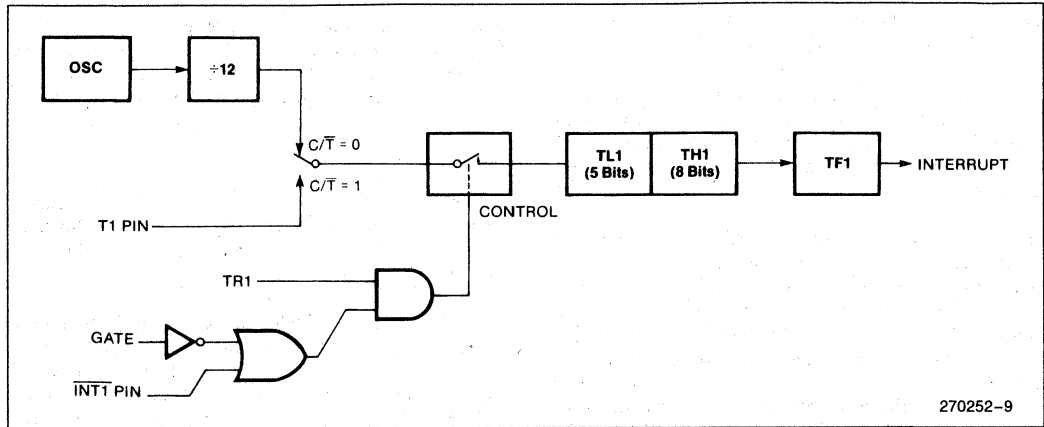 OSC
÷12
C/T̅ = 0
C/T̅ = 1
T1 PIN
CONTROL
TL1
(5 Bits)
TH1
(8 Bits)
TF1
INTERRUPT
TR1
GATE
I̅N̅T̅1̅ PIN
270252-9